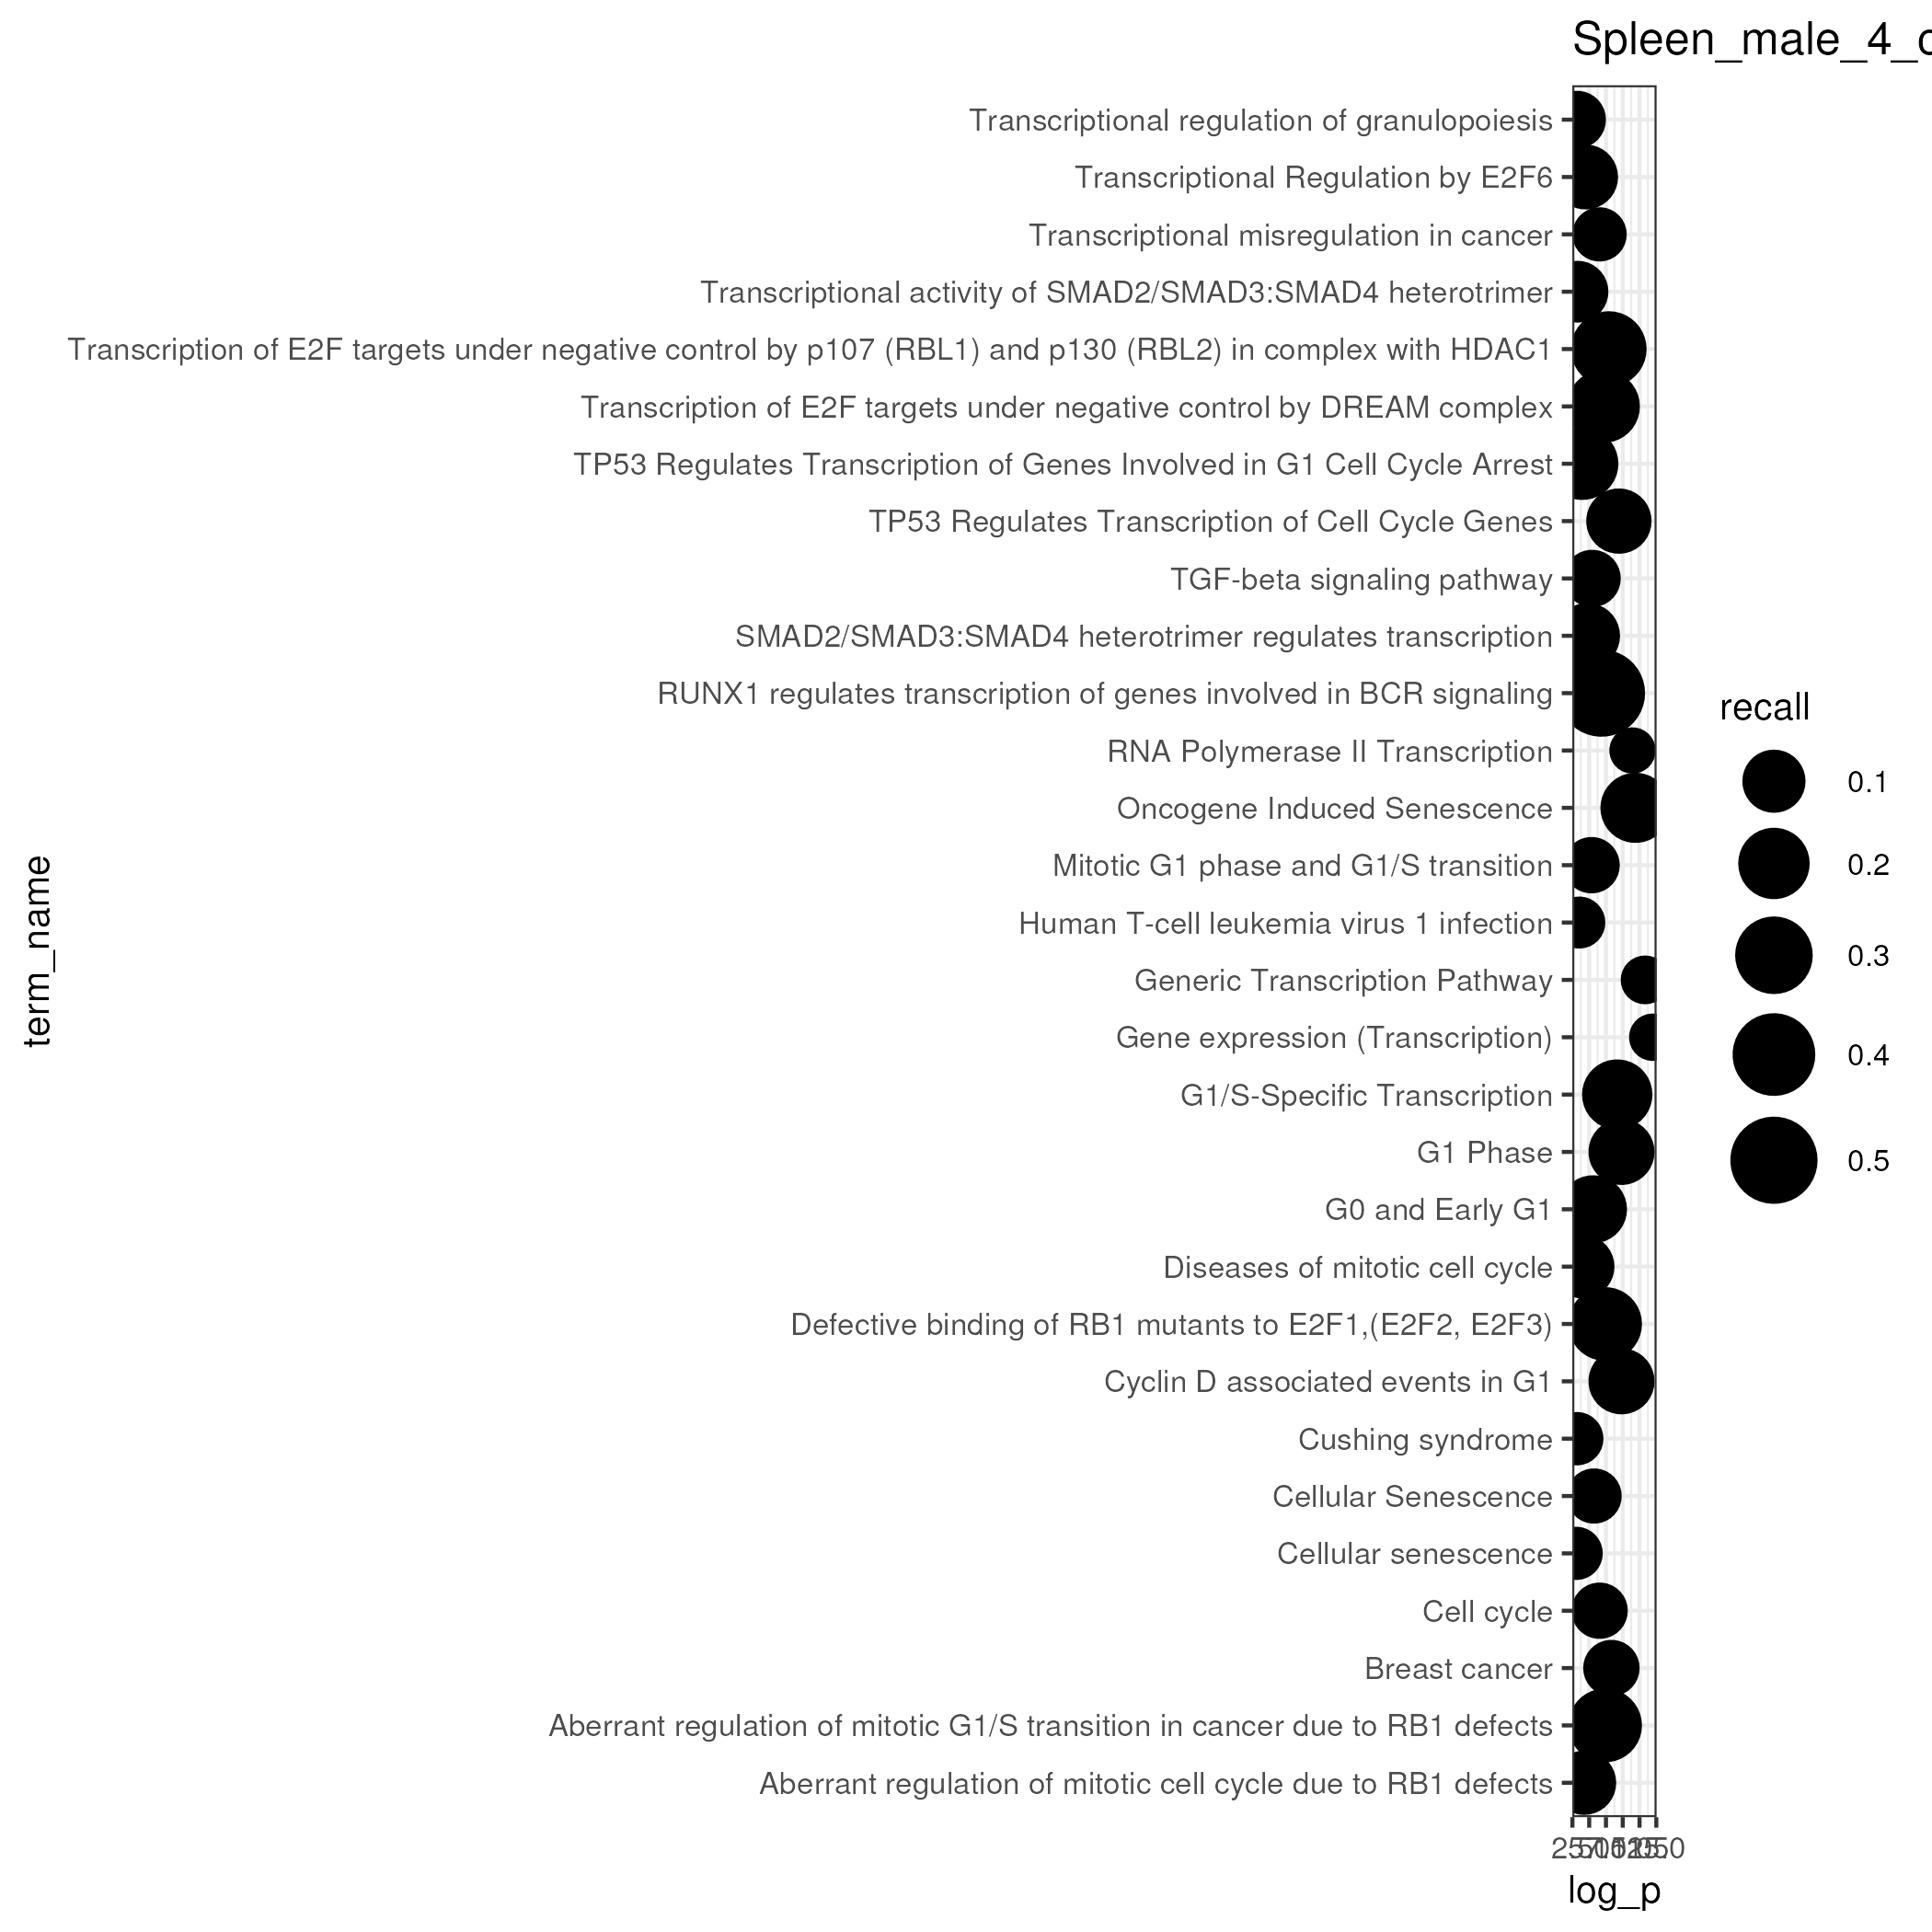 Spleen_male_4_
Transcriptional regulation of granulopoiesis
Transcriptional Regulation by E2F6
Transcriptional misregulation in cancer
Transcriptional activity of SMAD2/SMAD3:SMAD4 heterotrimer
Transcription of E2F targets under negative control by p107 (RBL1) and p130 (RBL2) in complex with HDAC1
Transcription of E2F targets under negative control by DREAM complex
TP53 Regulates Transcription of Genes Involved in G1 Cell Cycle Arrest
TP53 Regulates Transcription of Cell Cycle Genes
TGF-beta signaling pathway
SMAD2/SMAD3:SMAD4 heterotrimer regulates transcription
RUNX1 regulates transcription of genes involved in BCR signaling
RNA Polymerase II Transcription
Oncogene Induced Senescence
Mitotic G1 phase and G1/S transition
Human T-cell leukemia virus 1 infection
Generic Transcription Pathway
Gene expression (Transcription)
G1/S-Specific Transcription
G1 Phase
G0 and Early G1
Diseases of mitotic cell cycle
Defective binding of RB1 mutants to E2F1,(E2F2, E2F3)
Cyclin D associated events in G1
Cushing syndrome
Cellular Senescence
Cellular senescence
Cell cycle
Breast cancer
Aberrant regulation of mitotic G1/S transition in cancer due to RB1 defects
Aberrant regulation of mitotic cell cycle due to RB1 defects
term_name
log_p
recall
0.1
0.2
0.3
0.4
0.5